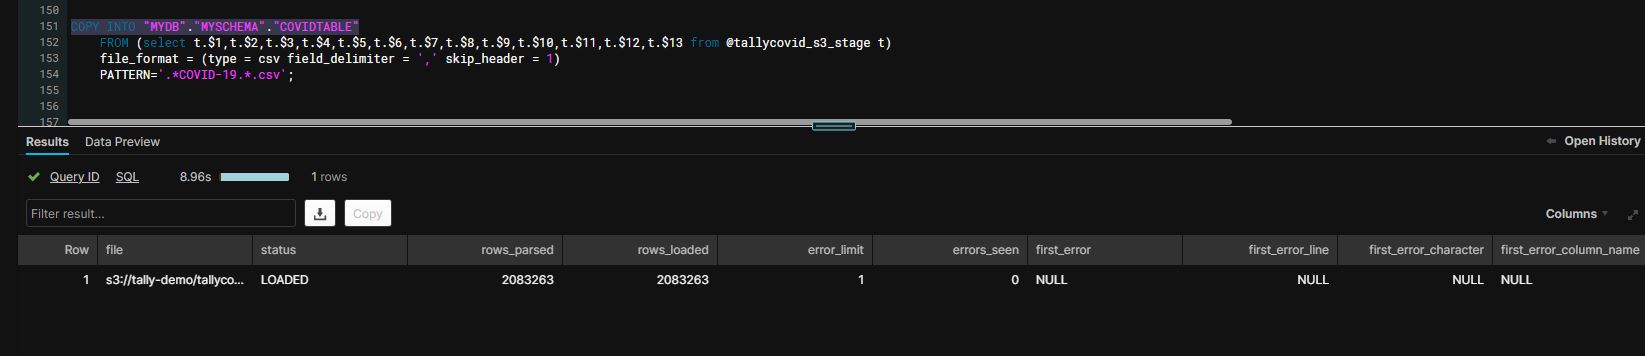 150
151 COPY INTO "MYDB"."MYSCHEMA"."COVIDTABLE"
152 FROM (select t.$1,t.$2,t.$3,t.$4,t.$5,t.$6,t.$7,t.$8,t.$9,t.$10,t.$11,t.$12,t.$13 from @tallycovid_s3_stage t)
153 file_format = (type = csv field_delimiter = ',' skip_header = 1)
154 PATTERN='.*COVID-19.*.csv';
155
156
157
Results Data Preview Open History
Query ID SQL 8.96s 1 rows
Filter result... Copy Columns
Row file status rows_parsed rows_loaded error_limit errors_seen first_error first_error_line first_error_character first_error_column_name
1 s3://tally-demo/tallyco... LOADED 2083263 2083263 1 0 NULL NULL NULL NULL